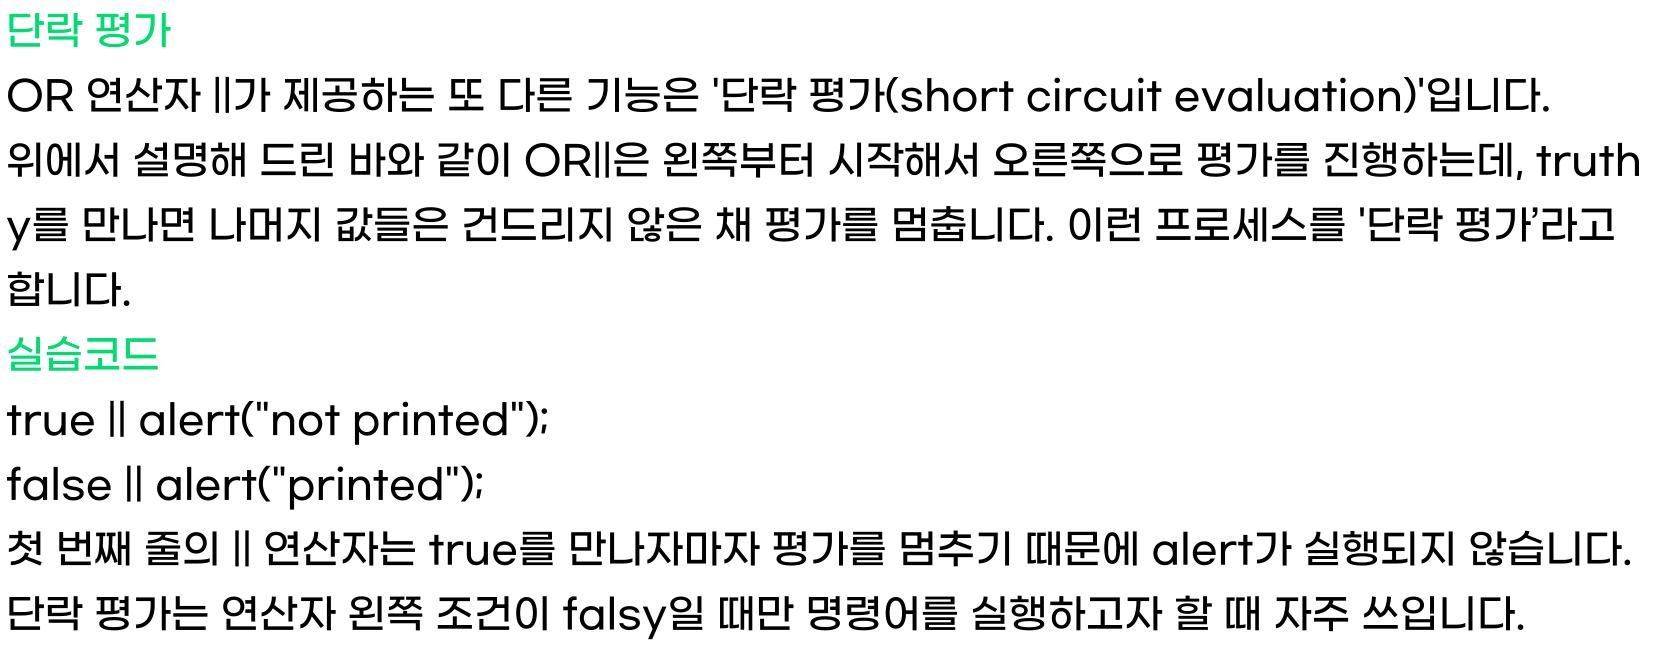 단락 평가
OR 연산자 ||가 제공하는 또 다른 기능은 '단락 평가(short circuit evaluation)'입니다.
위에서 설명해 드린 바와 같이 OR||은 왼쪽부터 시작해서 오른쪽으로 평가를 진행하는데, truth
y를 만나면 나머지 값들은 건드리지 않은 채 평가를 멈춥니다. 이런 프로세스를 '단락 평가’라고
합니다.
실습코드
true || alert("not printed");
false || alert("printed");
첫 번째 줄의 || 연산자는 true를 만나자마자 평가를 멈추기 때문에 alert가 실행되지 않습니다.
단락 평가는 연산자 왼쪽 조건이 falsy일 때만 명령어를 실행하고자 할 때 자주 쓰입니다.